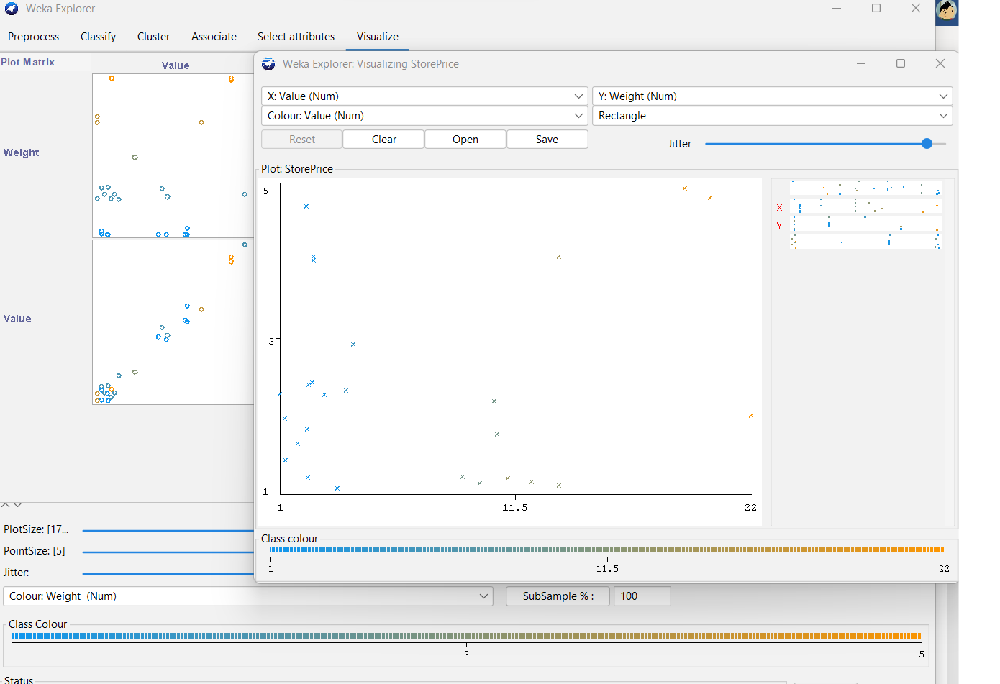 Weka Explorer
Preprocess Classify Cluster Associate Select attributes Visualize
Plot Matrix
Value
Weight
Value
Weka Explorer: Visualizing StorePrice
X: Value (Num) Y: Weight (Num)
Colour: Value (Num) Rectangle
Reset Clear Open Save Jitter
Plot: StorePrice
5
3
1
1 11.5 22
X
Y
Class colour
1 11.5 22
PlotSize: [17...
PointSize: [5]
Jitter:
Colour: Weight (Num) SubSample % : 100
Class Colour
1 3 5
Status